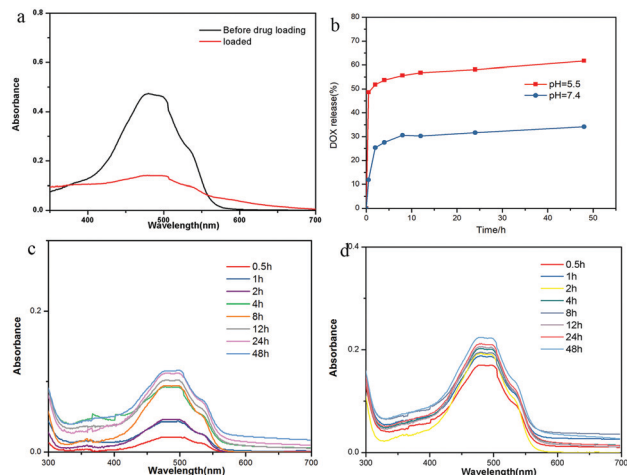 a
Before drug loading
loaded
0.8
0.6
0.4
0.2
0.0
Absorbance
400
500
600
700
Wavelength(nm)
b
80
70
60
50
40
30
20
10
0
DOX release(%)
pH=5.5
pH=7.4
0
10
20
30
40
50
Time/h
c
0.5h
1h
2h
4h
8h
12h
24h
48h
0.2
0.0
Absorbance
300
400
500
600
700
Wavelength(nm)
d
0.5h
1h
2h
4h
8h
12h
24h
48h
0.4
0.2
0.0
Absorbance
300
400
500
600
700
Wavelength(nm)